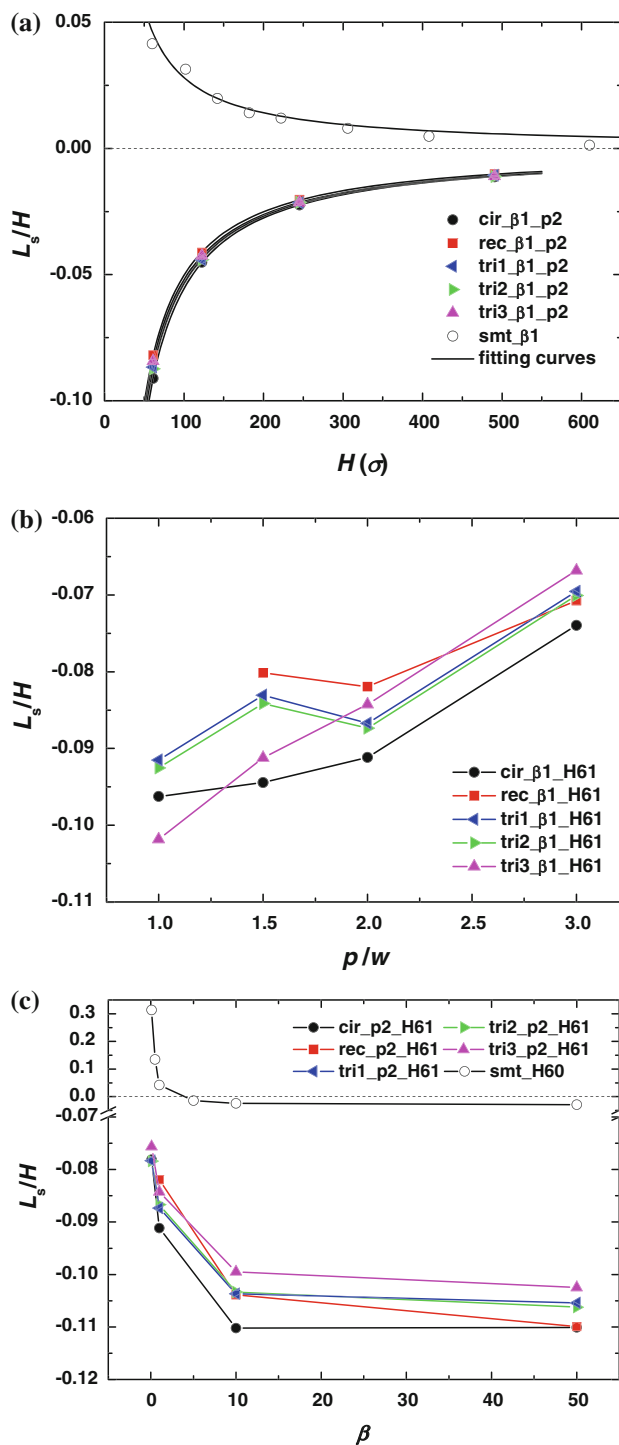 (a)
0.05
0.00
-0.05
-0.10
Ls/H
cir_β1_p2
rec_β1_p2
tri1_β1_p2
tri2_β1_p2
tri3_β1_p2
smt_β1
fitting curves
0 100 200 300 400 500 600
H (σ)
(b)
-0.06
-0.07
-0.08
-0.09
-0.10
-0.11
Ls/H
cir_β1_H61
rec_β1_H61
tri1_β1_H61
tri2_β1_H61
tri3_β1_H61
1.0 1.5 2.0 2.5 3.0
p/w
(c)
0.3
0.2
0.1
0.0
-0.07
-0.08
-0.09
-0.10
-0.11
-0.12
Ls/H
cir_p2_H61 tri2_p2_H61
rec_p2_H61 tri3_p2_H61
tri1_p2_H61 smt_H60
0 10 20 30 40 50
β